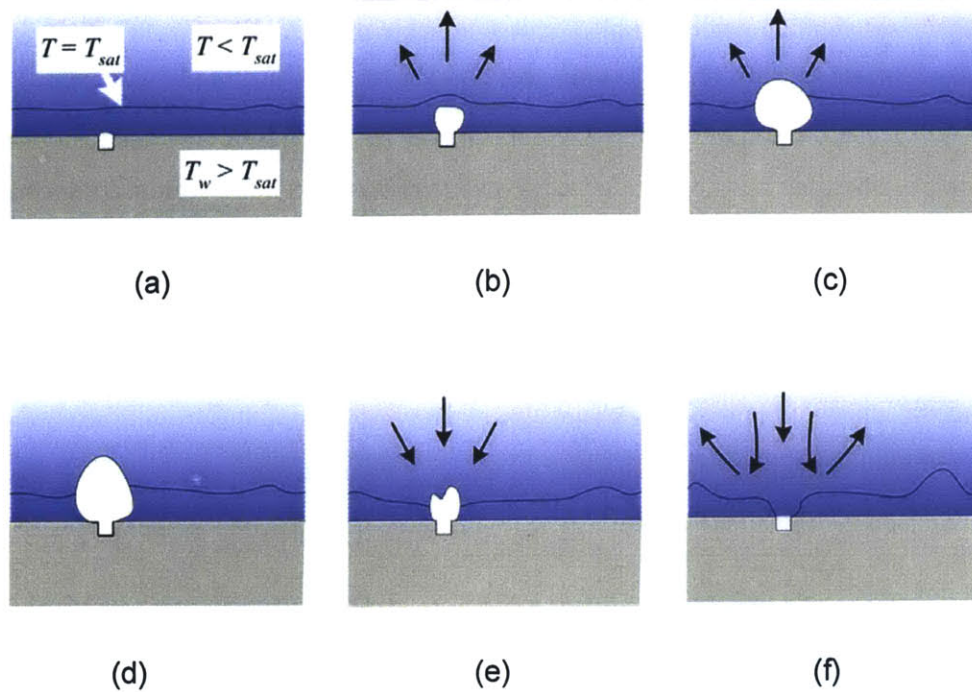 T = T_sat
T < T_sat
T_w > T_sat
(a)
(b)
(c)
(d)
(e)
(f)